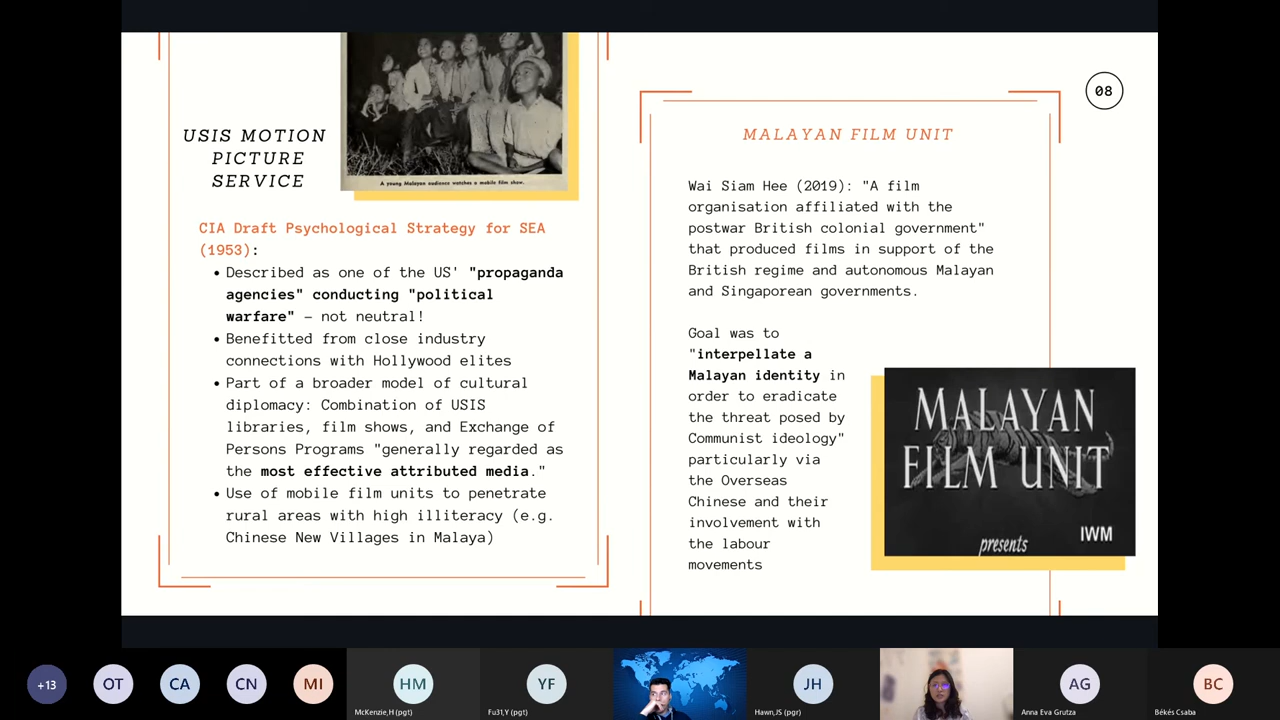 USIS MOTION
PICTURE
SERVICE
A young Malayan audience watches a mobile film show.
CIA Draft Psychological Strategy for SEA
(1953):
• Described as one of the US' "propaganda
agencies" conducting "political
warfare" – not neutral!
• Benefitted from close industry
connections with Hollywood elites
• Part of a broader model of cultural
diplomacy: Combination of USIS
libraries, film shows, and Exchange of
Persons Programs "generally regarded as
the most effective attributed media."
• Use of mobile film units to penetrate
rural areas with high illiteracy (e.g.
Chinese New Villages in Malaya)
08
MALAYAN FILM UNIT
Wai Siam Hee (2019): "A film
organisation affiliated with the
postwar British colonial government"
that produced films in support of the
British regime and autonomous Malayan
and Singaporean governments.
Goal was to
"interpellate a
Malayan identity in
order to eradicate
the threat posed by
Communist ideology"
particularly via
the Overseas
Chinese and their
involvement with
the labour
movements
MALAYAN
FILM UNIT
presents
IWM
+13
OT
CA
CN
MI
HM
McKenzie,H (pgt)
YF
Fu31,Y (pgt)
JH
Hawn,JS (pgr)
AG
Anna Eva Grutza
BC
Békés Csaba